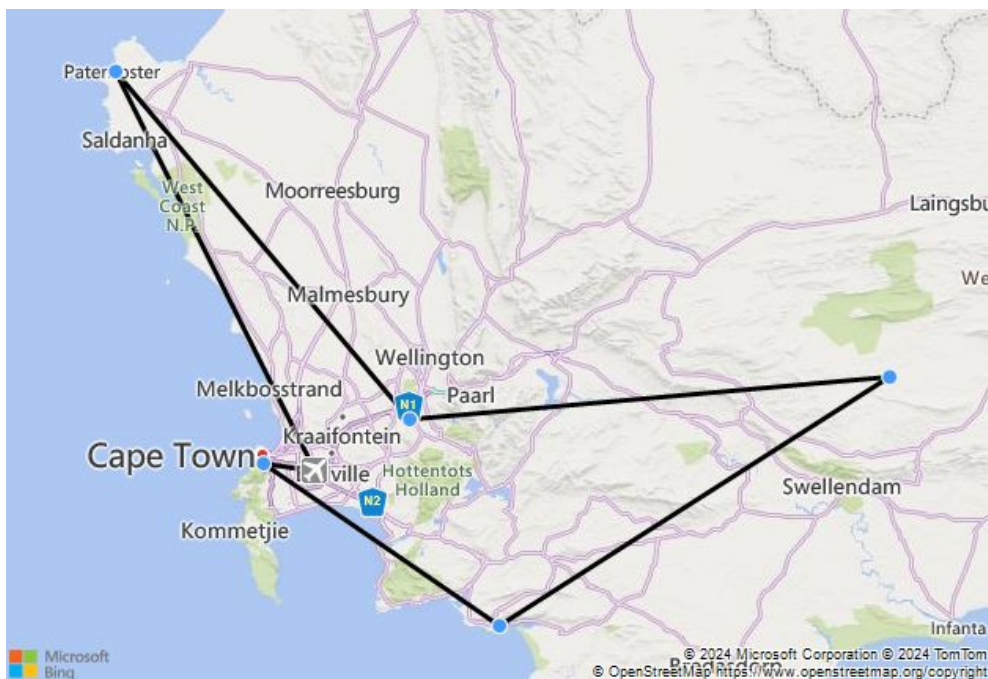 Paternoster
Saldanha
West
Coast
N.P.
Moorreesburg
Laingsbu
We
Malmesbury
Wellington
Melkbosstrand
Paarl
N1
Kraaifontein
Cape Town
ville
Hottentots
Holland
Swellendam
N2
Kommetjie
Infanta
Microsoft
Bing
© 2024 Microsoft Corporation © 2024 TomTom
© OpenStreetMap https://www.openstreetmap.org/copyright